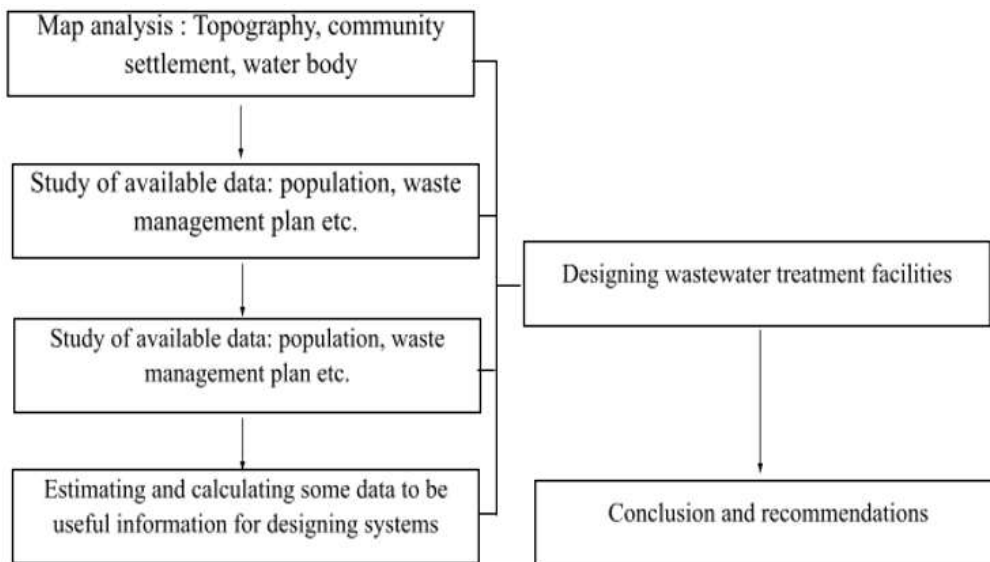 Map analysis : Topography, community
settlement, water body
Study of available data: population, waste
management plan etc.
Study of available data: population, waste
management plan etc.
Estimating and calculating some data to be
useful information for designing systems
Designing wastewater treatment facilities
Conclusion and recommendations